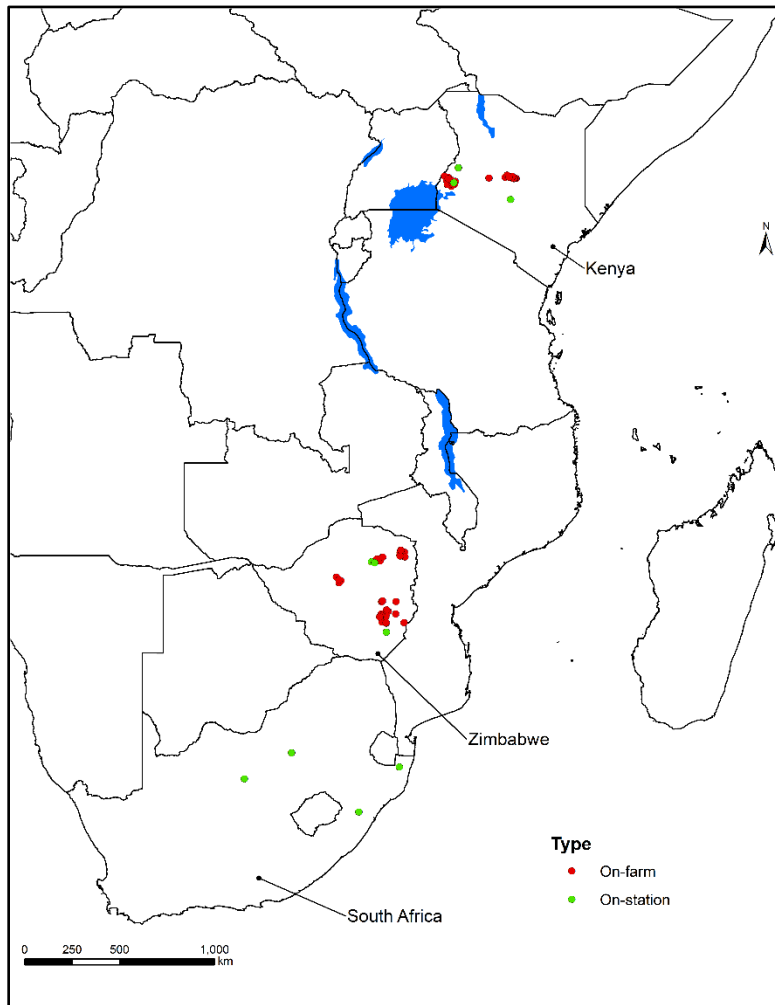 N
Kenya
Zimbabwe
Type
On-farm
On-station
South Africa
0 250 500 1,000
km